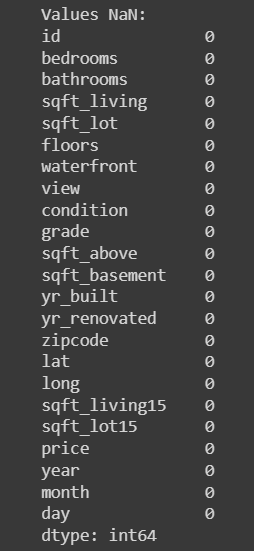 Values NaN:
id 0
bedrooms 0
bathrooms 0
sqft_living 0
sqft_lot 0
floors 0
waterfront 0
view 0
condition 0
grade 0
sqft_above 0
sqft_basement 0
yr_built 0
yr_renovated 0
zipcode 0
lat 0
long 0
sqft_living15 0
sqft_lot15 0
price 0
year 0
month 0
day 0
dtype: int64